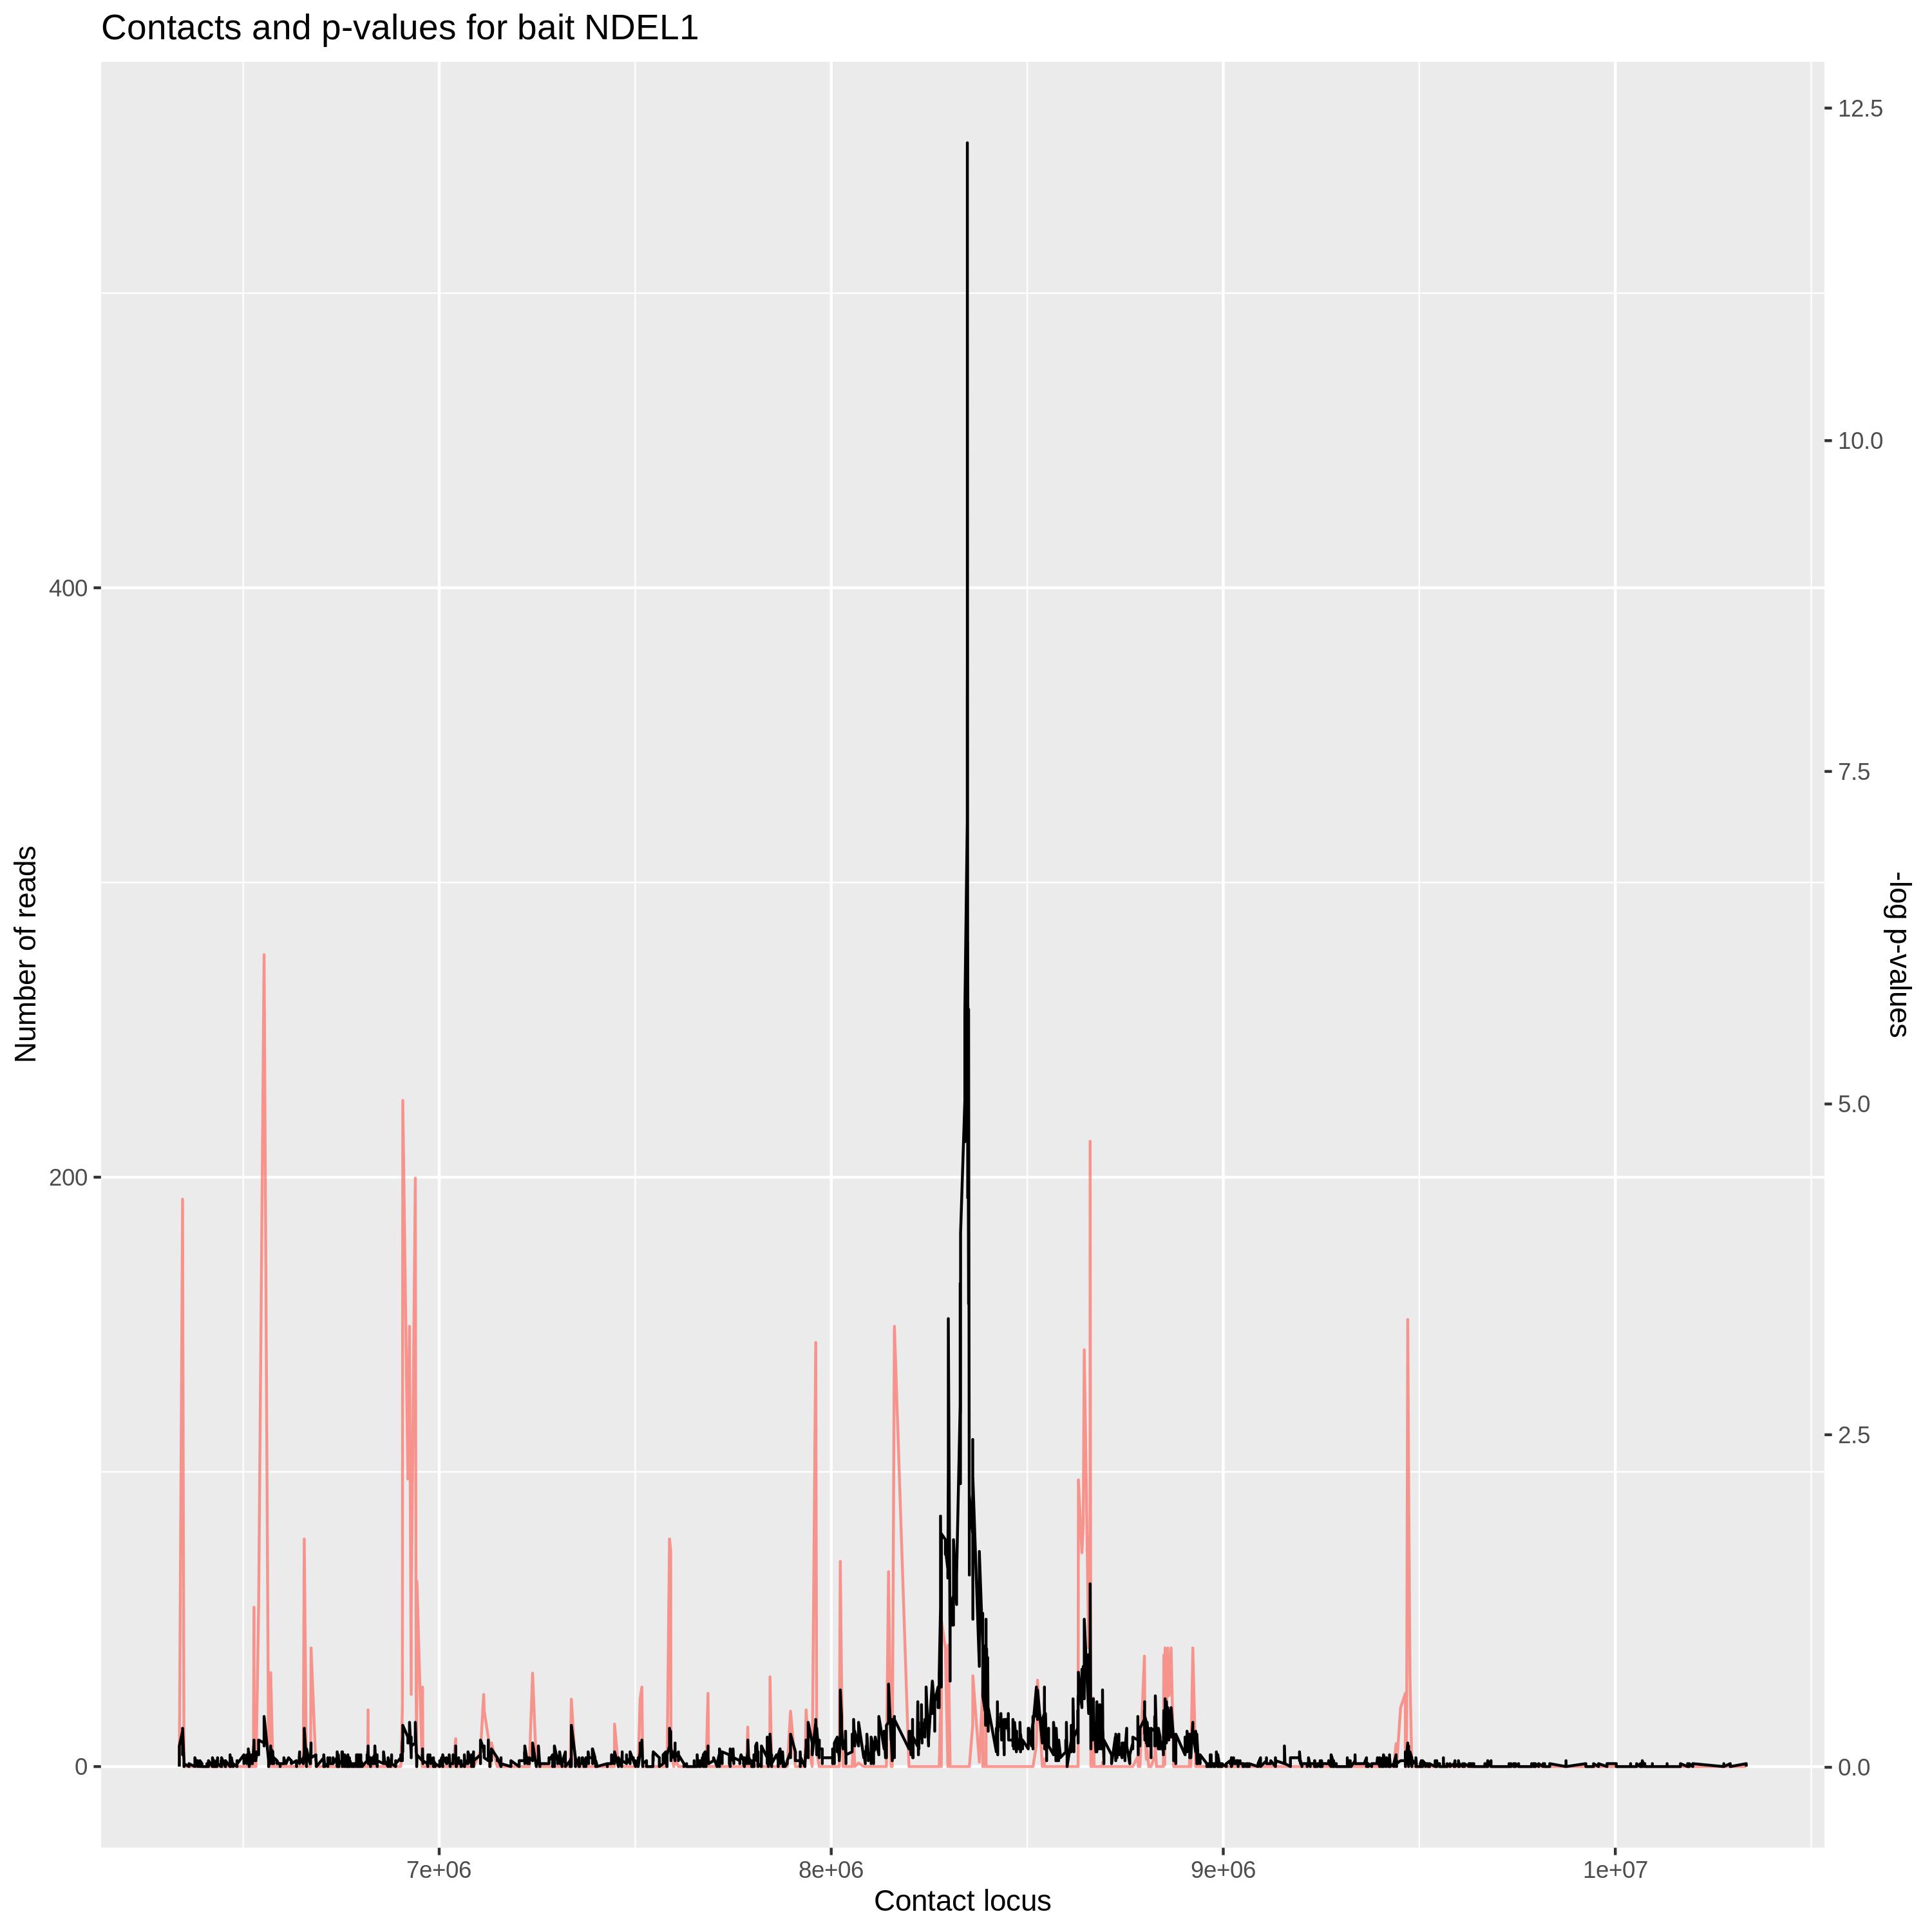 Contacts and p-values for bait NDEL1
Number of reads
400
200
0
12.5
10.0
7.5
5.0
2.5
0.0
-log p-values
7e+06
8e+06
9e+06
1e+07
Contact locus